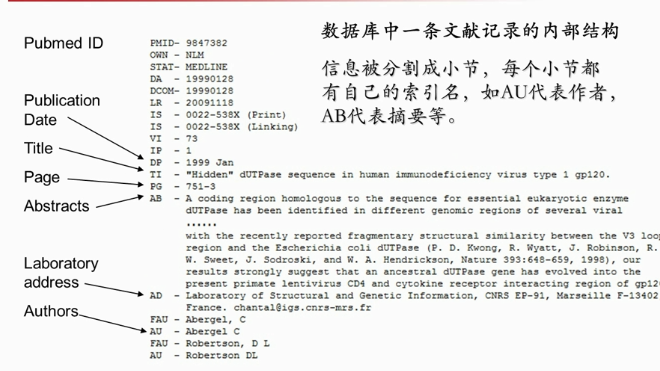 数据库中一条文献记录的内部结构
信息被分割成小节，每个小节都
有自己的索引名，如AU代表作者，
AB代表摘要等。
Pubmed ID
Publication
Date
Title
Page
Abstracts
Laboratory
address
Authors
PMID- 9847382
OWN - NLM
STAT- MEDLINE
DA  - 19990128
DCOM- 19990128
LR  - 20091118
IS  - 0022-538X (Print)
IS  - 0022-538X (Linking)
VI  - 73
IP  - 1
DP  - 1999 Jan
TI  - "Hidden" dUTPase sequence in human immunodeficiency virus type 1 gp120.
PG  - 751-3
AB  - A coding region homologous to the sequence for essential eukaryotic enzyme
dUTPase has been identified in different genomic regions of several viral
......
with the recently reported fragmentary structural similarity between the V3 loop
region and the Escherichia coli dUTPase (P. D. Kwong, R. Wyatt, J. Robinson, R.
W. Sweet, J. Sodroski, and W. A. Hendrickson, Nature 393:648-659, 1998), our
results strongly suggest that an ancestral dUTPase gene has evolved into the
present primate lentivirus CD4 and cytokine receptor interacting region of gp120
AD  - Laboratory of Structural and Genetic Information, CNRS EP-91, Marseille F-13402
France. chantal@igs.cnrs-mrs.fr
FAU - Abergel, C
AU  - Abergel C
FAU - Robertson, D L
AU  - Robertson DL